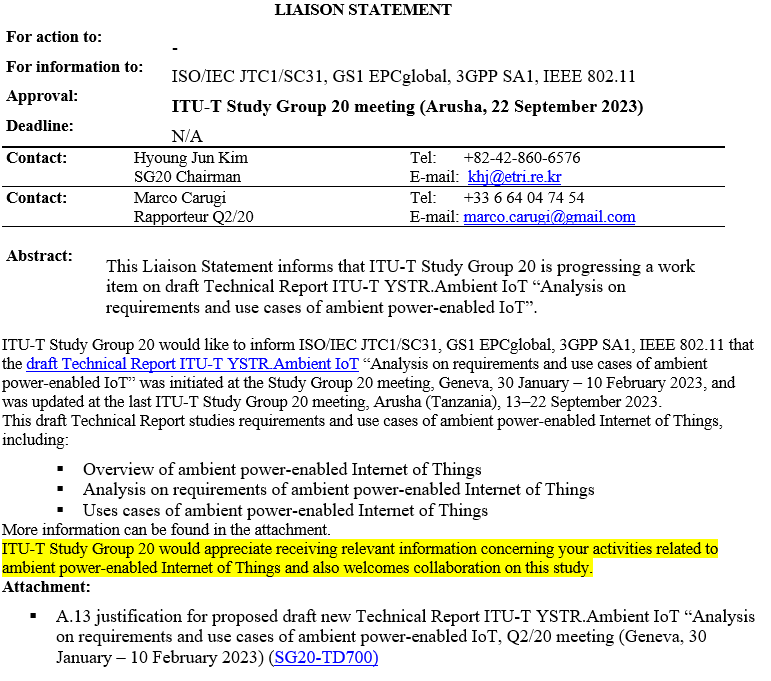 LIAISON STATEMENT
For action to: -
For information to: ISO/IEC JTC1/SC31, GS1 EPCglobal, 3GPP SA1, IEEE 802.11
Approval: ITU-T Study Group 20 meeting (Arusha, 22 September 2023)
Deadline: N/A
Contact: Hyoung Jun Kim Tel: +82-42-860-6576
SG20 Chairman E-mail: khj@etri.re.kr
Contact: Marco Carugi Tel: +33 6 64 04 74 54
Rapporteur Q2/20 E-mail: marco.carugi@gmail.com
Abstract: This Liaison Statement informs that ITU-T Study Group 20 is progressing a work
item on draft Technical Report ITU-T YSTR.Ambient IoT “Analysis on
requirements and use cases of ambient power-enabled IoT”.
ITU-T Study Group 20 would like to inform ISO/IEC JTC1/SC31, GS1 EPCglobal, 3GPP SA1, IEEE 802.11 that
the draft Technical Report ITU-T YSTR.Ambient IoT “Analysis on requirements and use cases of ambient
power-enabled IoT” was initiated at the Study Group 20 meeting, Geneva, 30 January – 10 February 2023, and
was updated at the last ITU-T Study Group 20 meeting, Arusha (Tanzania), 13–22 September 2023.
This draft Technical Report studies requirements and use cases of ambient power-enabled Internet of Things,
including:
▪ Overview of ambient power-enabled Internet of Things
▪ Analysis on requirements of ambient power-enabled Internet of Things
▪ Uses cases of ambient power-enabled Internet of Things
More information can be found in the attachment.
ITU-T Study Group 20 would appreciate receiving relevant information concerning your activities related to
ambient power-enabled Internet of Things and also welcomes collaboration on this study.
Attachment:
▪ A.13 justification for proposed draft new Technical Report ITU-T YSTR.Ambient IoT “Analysis
on requirements and use cases of ambient power-enabled IoT, Q2/20 meeting (Geneva, 30
January – 10 February 2023) (SG20-TD700)